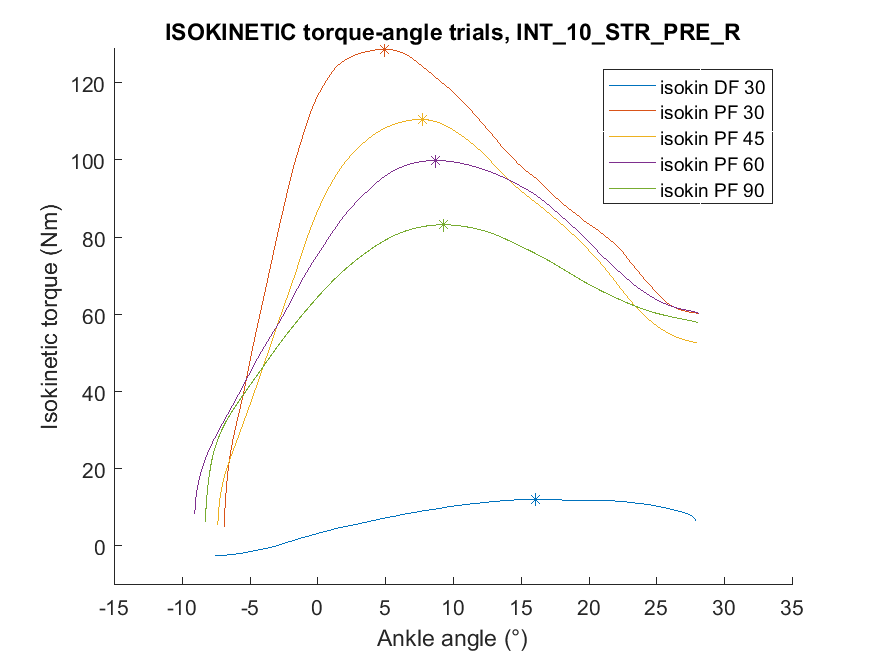 ISOKINETIC torque-angle trials, INT_10_STR_PRE_R
isokin DF 30
isokin PF 30
isokin PF 45
isokin PF 60
isokin PF 90
Isokinetic torque (Nm)
120
100
80
60
40
20
0
-15 -10 -5 0 5 10 15 20 25 30 35
Ankle angle (°)